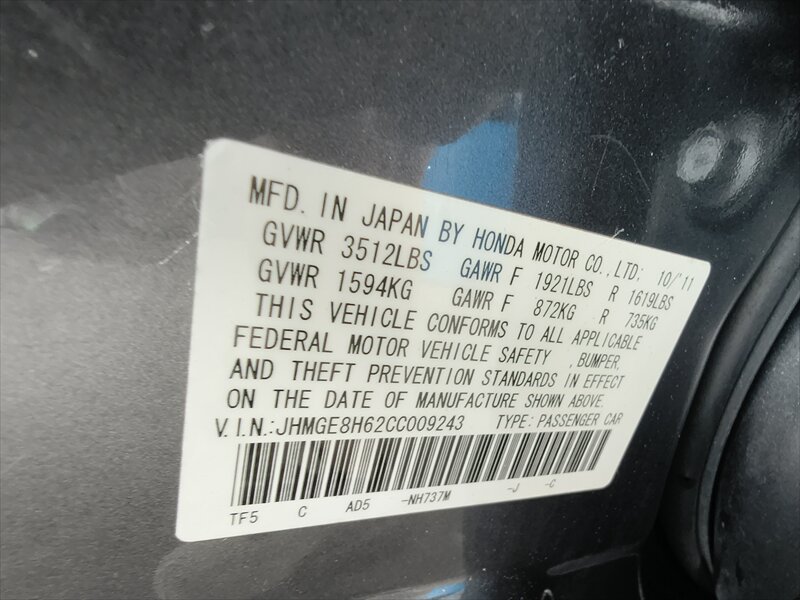 MFD. IN JAPAN BY HONDA MOTOR CO., LTD: 10/'11
GVWR 3512LBS GAWR F 1921LBS R 1619LBS
GVWR 1594KG GAWR F 872KG R 735KG
THIS VEHICLE CONFORMS TO ALL APPLICABLE
FEDERAL MOTOR VEHICLE SAFETY , BUMPER,
AND THEFT PREVENTION STANDARDS IN EFFECT
ON THE DATE OF MANUFACTURE SHOWN ABOVE.
V.I.N.:JHMGE8H62CC009243 TYPE: PASSENGER CAR
TF5 C AD5 -NH737M -J -C